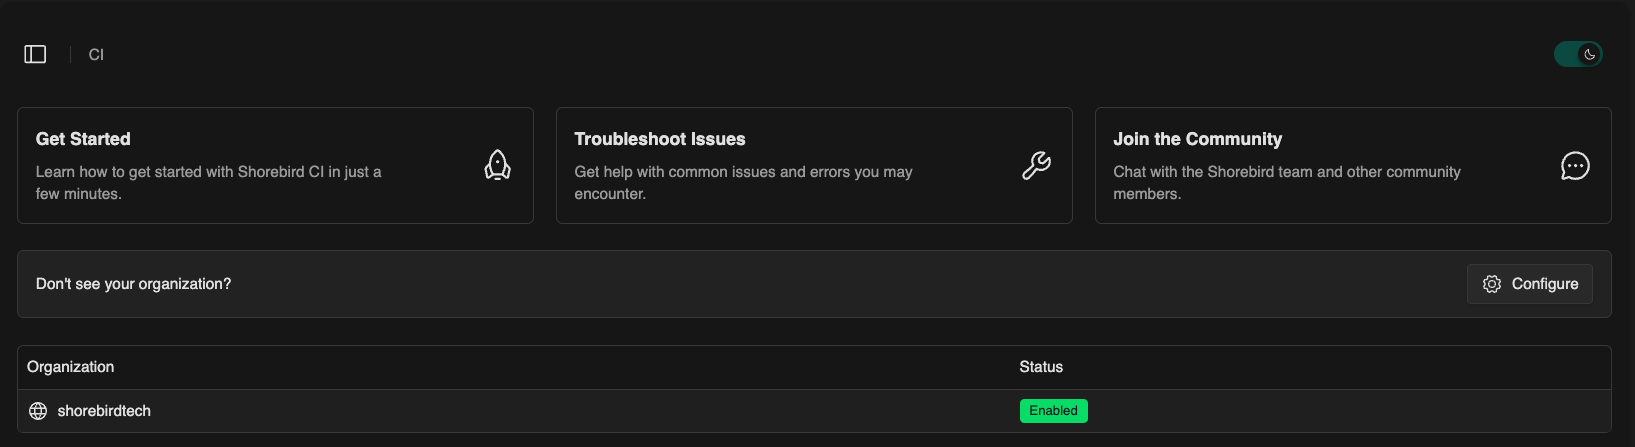 CI
Get Started
Learn how to get started with Shorebird CI in just a
few minutes.
Troubleshoot Issues
Get help with common issues and errors you may
encounter.
Join the Community
Chat with the Shorebird team and other community
members.
Don't see your organization?
Configure
Organization
Status
shorebirdtech
Enabled